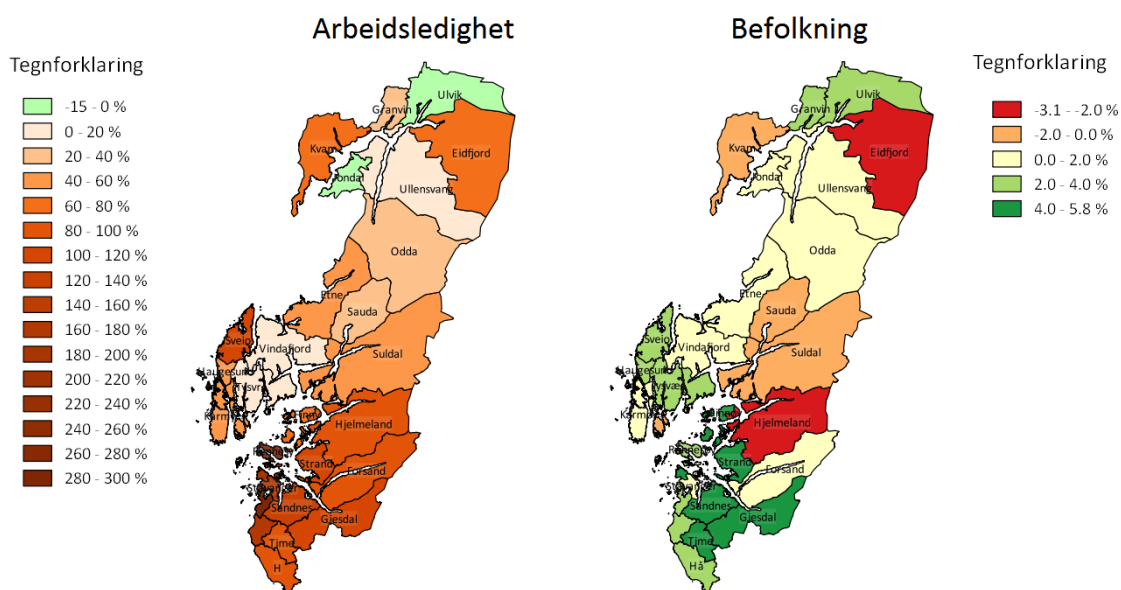 Arbeidsledighet
Befolkning
Tegnforklaring
-15 - 0 %
0 - 20 %
20 - 40 %
40 - 60 %
60 - 80 %
80 - 100 %
100 - 120 %
120 - 140 %
140 - 160 %
160 - 180 %
180 - 200 %
200 - 220 %
220 - 240 %
240 - 260 %
260 - 280 %
280 - 300 %
Ulvik
Granvin
Kvam
Eidfjord
Jondal
Ullensvang
Odda
Etne
Sauda
Sveio
Vindafjord
Suldal
Haugesund
Hjelmeland
Strand
Forsand
Sandnes
Gjesdal
Time
H
Tegnforklaring
-3.1 - -2.0 %
-2.0 - 0.0 %
0.0 - 2.0 %
2.0 - 4.0 %
4.0 - 5.8 %
Ulvik
Granvin
Kvam
Eidfjord
Jondal
Ullensvang
Odda
Etne
Sauda
Sveio
Vindafjord
Suldal
Haugesund
Hjelmeland
Strand
Forsand
Sandnes
Gjesdal
Time
Hå